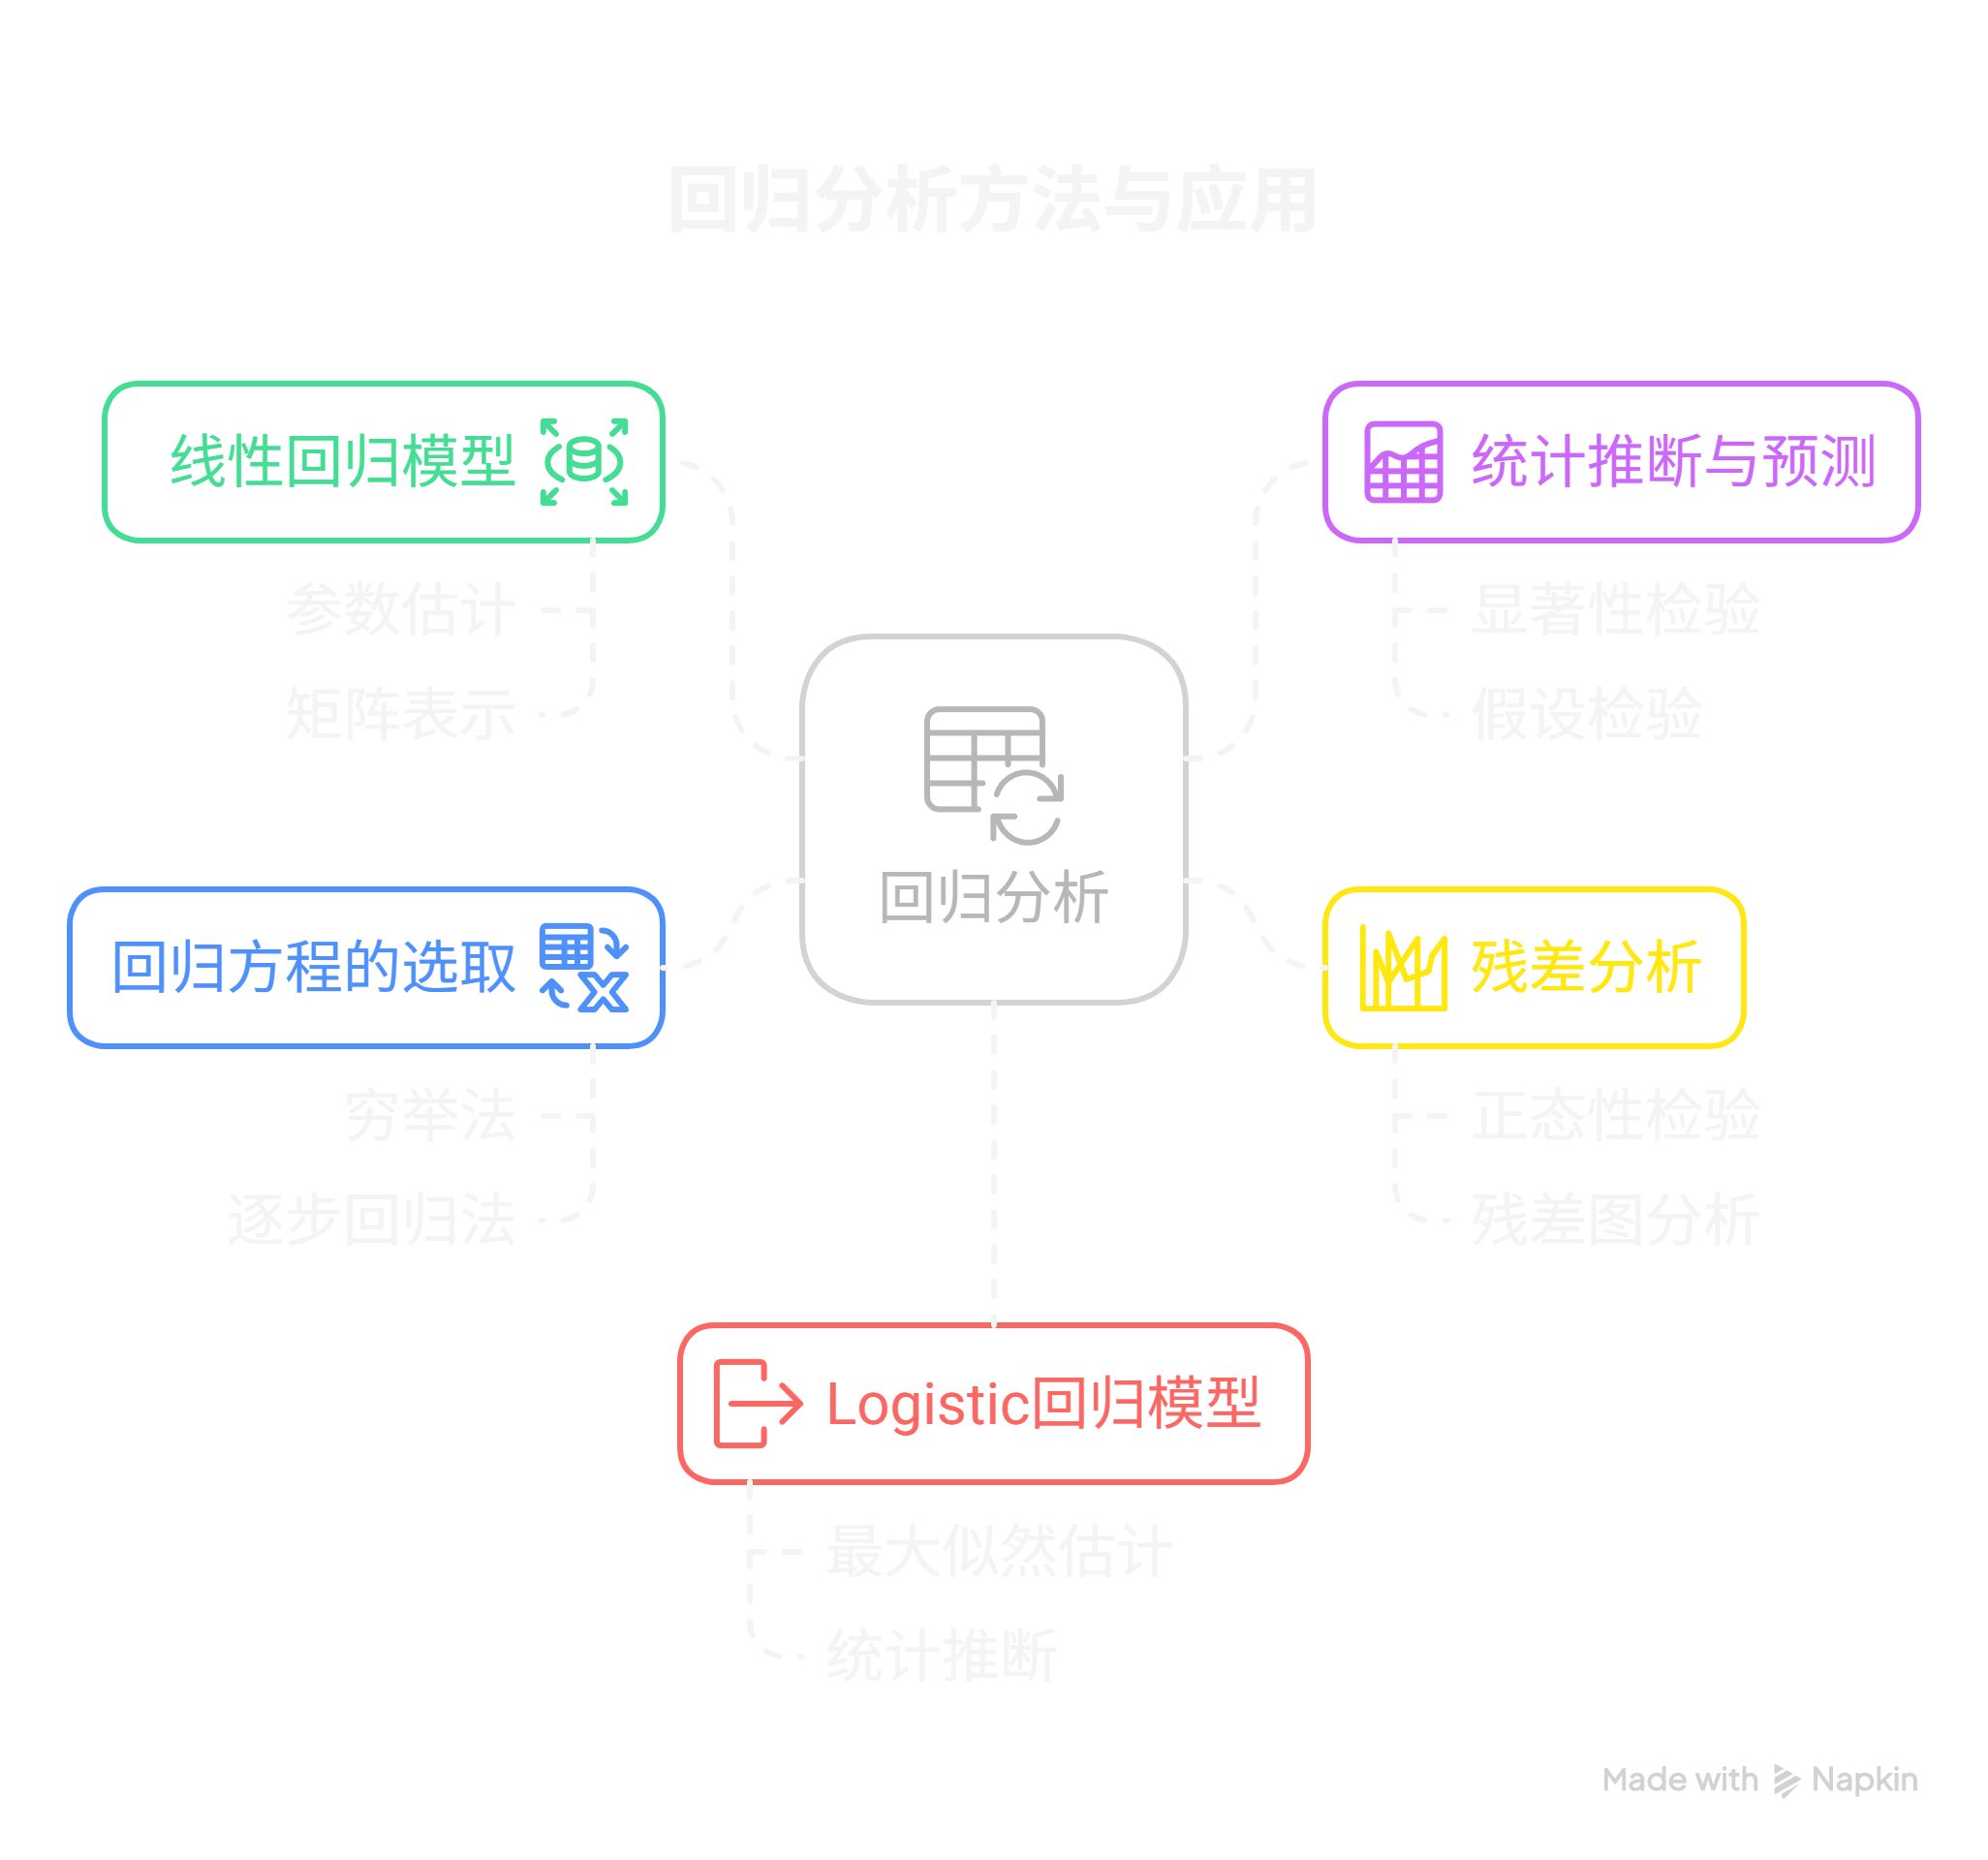 回归分析方法与应用
线性回归模型
参数估计
矩阵表示
统计推断与预测
显著性检验
假设检验
回归分析
回归方程的选取
穷举法
逐步回归法
残差分析
正态性检验
残差图分析
Logistic回归模型
最大似然估计
统计推断
Made with Napkin